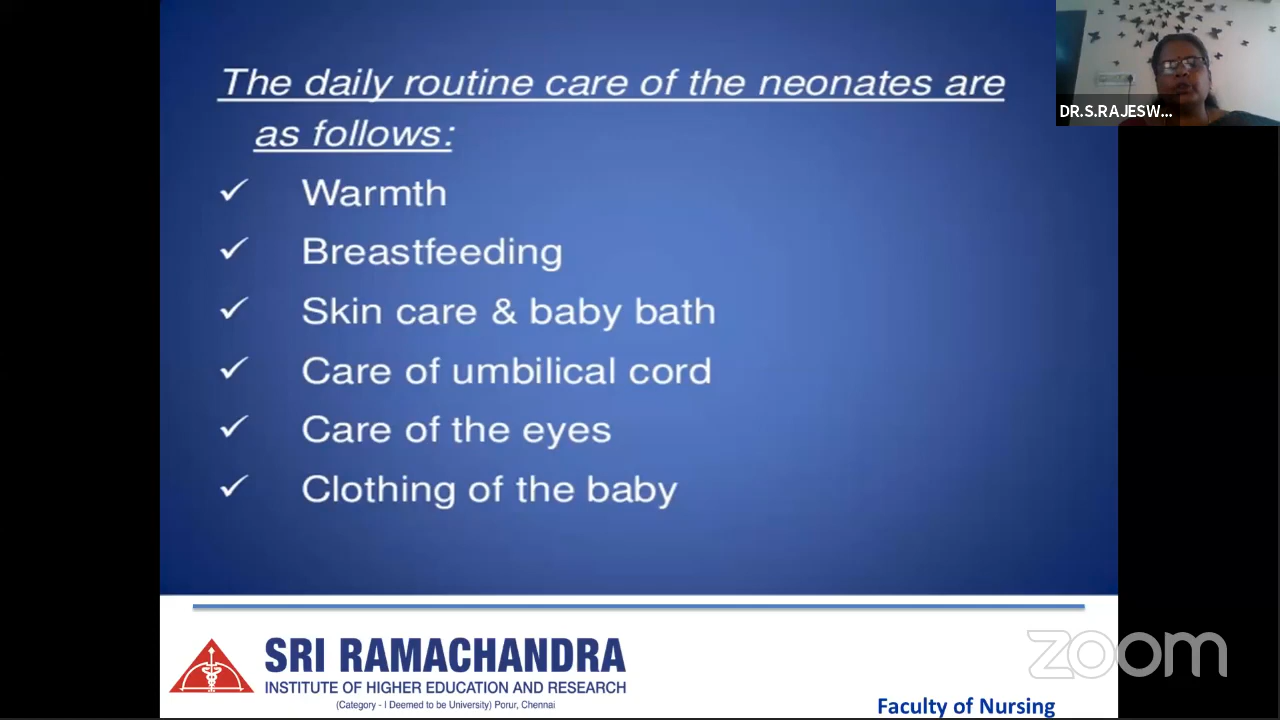 The daily routine care of the neonates are
as follows:
✓ Warmth
✓ Breastfeeding
✓ Skin care & baby bath
✓ Care of umbilical cord
✓ Care of the eyes
✓ Clothing of the baby
DR.S.RAJESW...
SRI RAMACHANDRA
INSTITUTE OF HIGHER EDUCATION AND RESEARCH
(Category - I Deemed to be University) Porur, Chennai
zoom
Faculty of Nursing